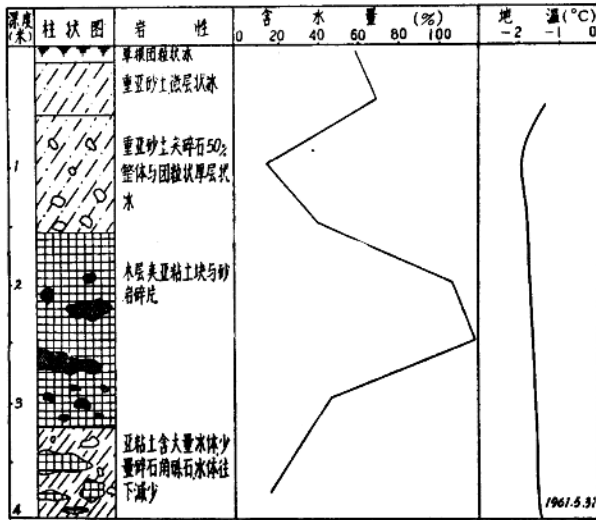 深度(米)
柱状图
岩性
含水量 (%)
0 20 40 60 80 100
地温(°C)
-2 -1 0
草根团粒状冰
重亚砂土微层状冰
重亚砂土夹碎石50%
整体与团粒状厚层状
冰
1
2
冰层夹亚粘土块与砂
岩碎片
3
亚粘土含大量冰体少
量碎石角砾石冰体往
下减少
4
1961.5.31